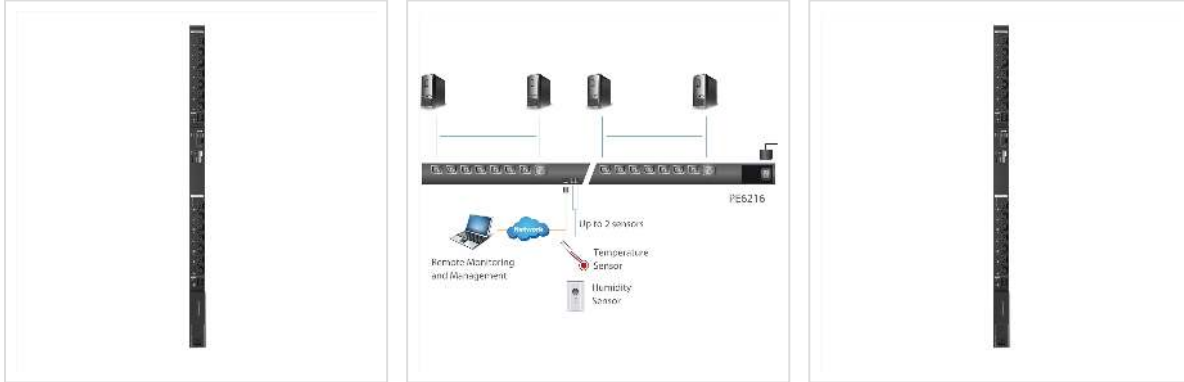 PE6216
Up to 2 sensors
Network
Remote Monitoring
and Management
Temperature
Sensor
Humidity
Sensor